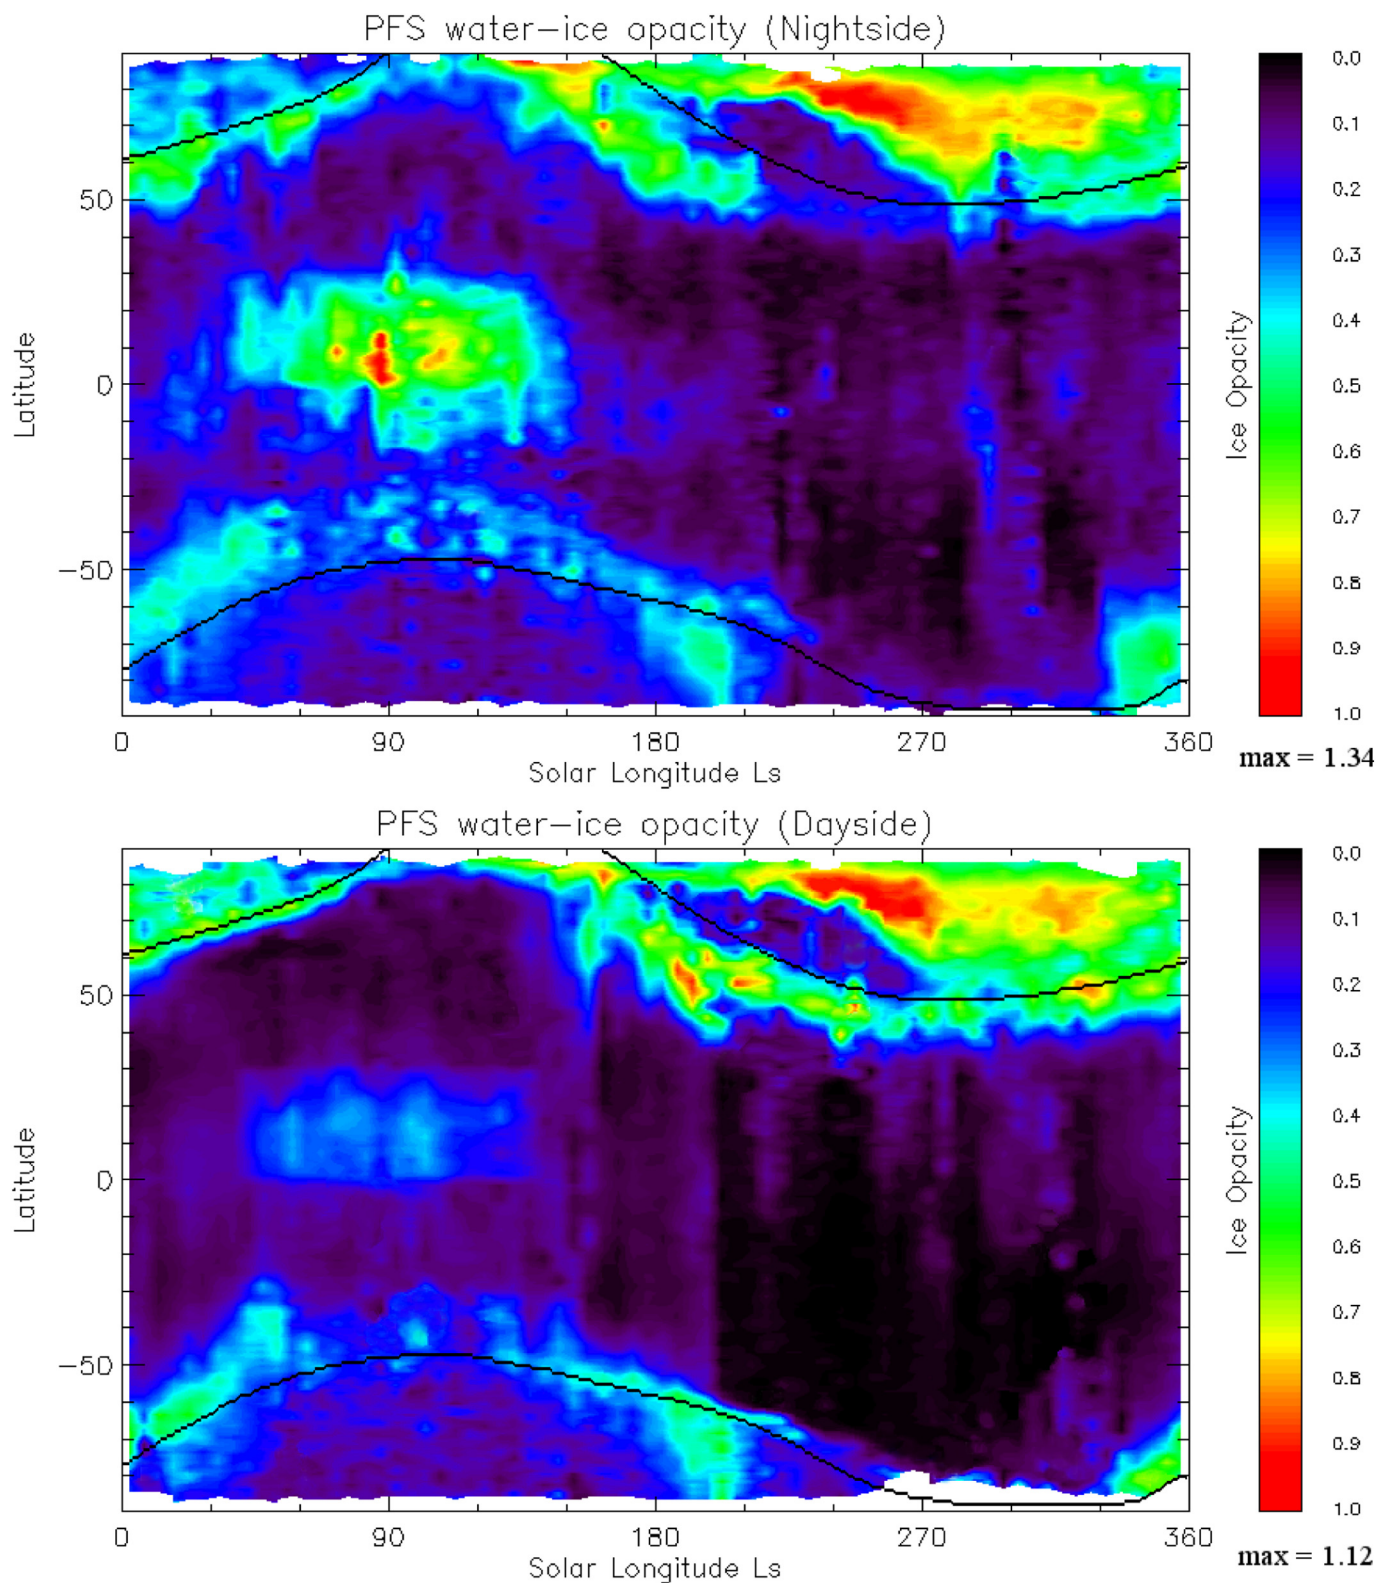 PFS water-ice opacity (Nightside)
Latitude
50
0
-50
0 90 180 270 360
Solar Longitude Ls
Ice Opacity
0.0
0.1
0.2
0.3
0.4
0.5
0.6
0.7
0.8
0.9
1.0
max = 1.34
PFS water-ice opacity (Dayside)
Latitude
50
0
-50
0 90 180 270 360
Solar Longitude Ls
Ice Opacity
0.0
0.1
0.2
0.3
0.4
0.5
0.6
0.7
0.8
0.9
1.0
max = 1.12